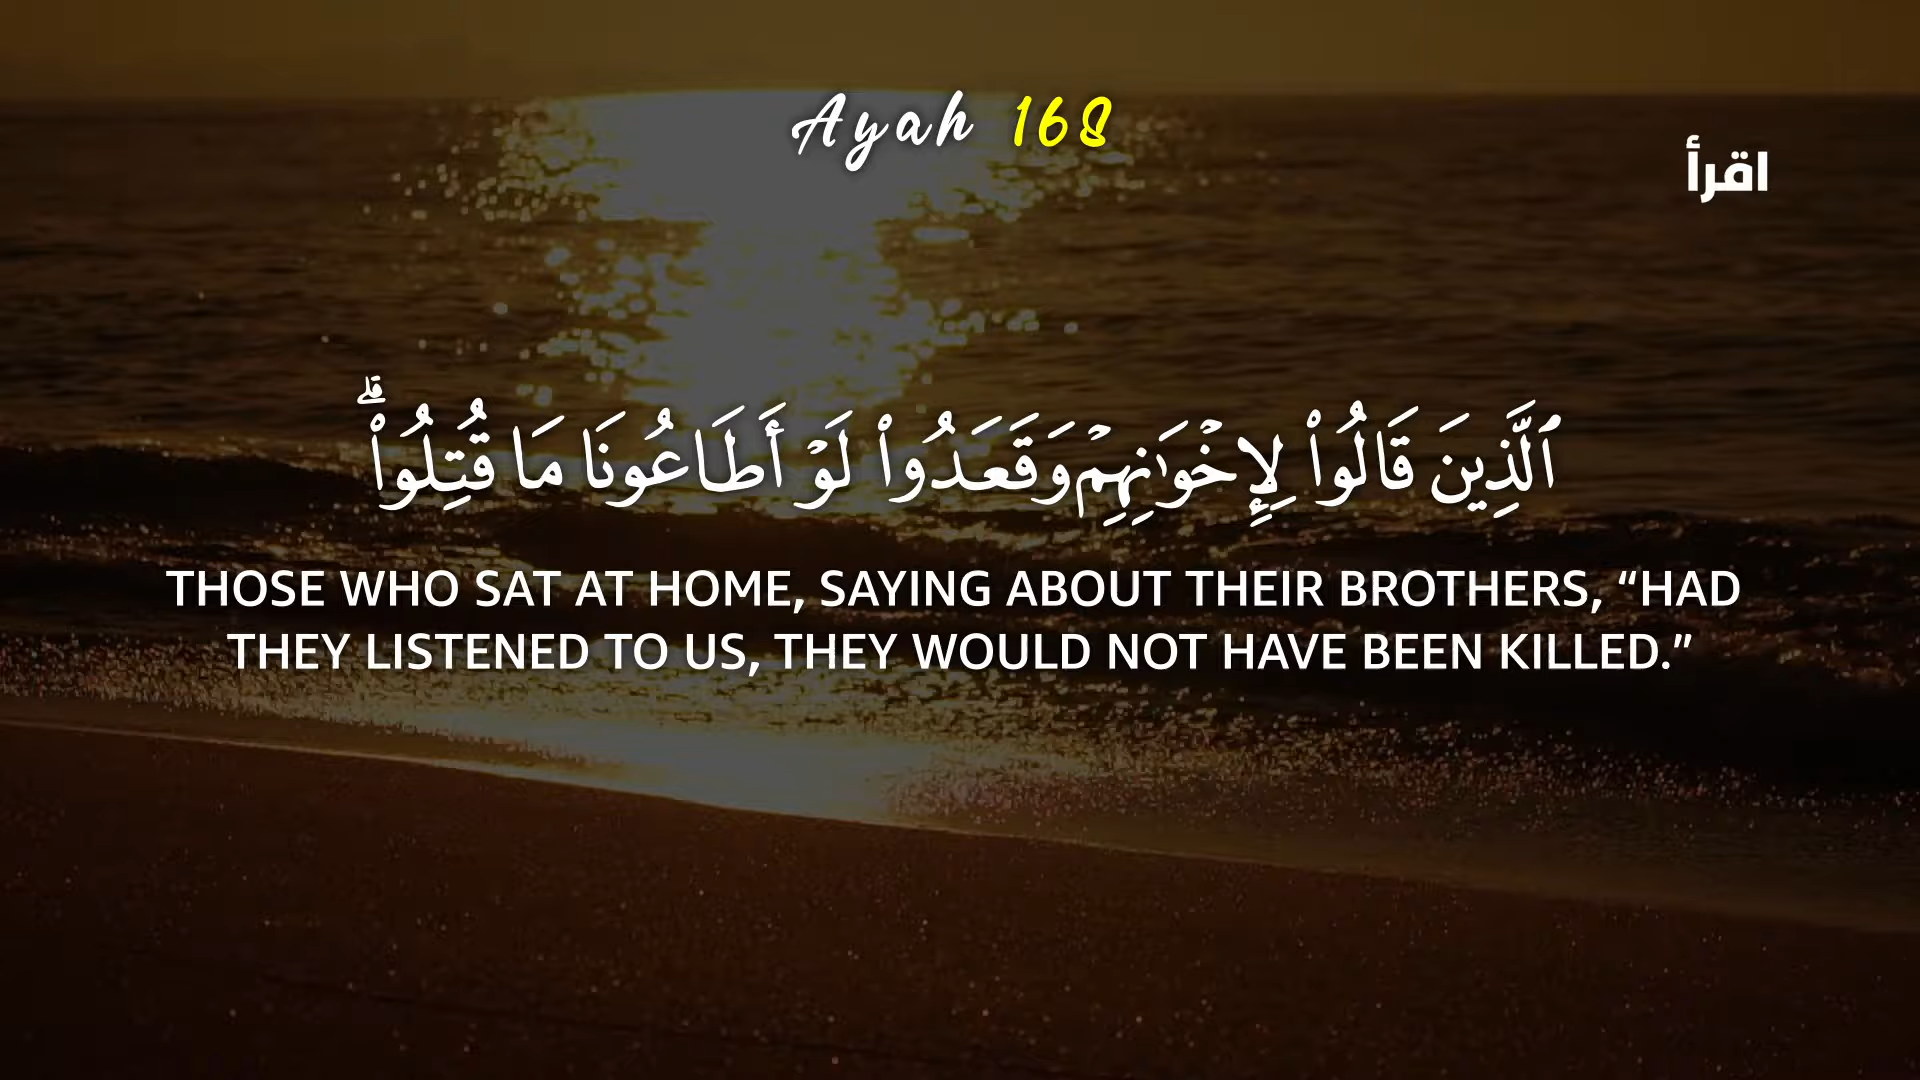 Ayah 168
اقرأ
ٱلَّذِينَ قَالُوا۟ لِإِخْوَٰنِهِمْ وَقَعَدُوا۟ لَوْ أَطَاعُونَا مَا قُتِلُوا۟ ۗ
THOSE WHO SAT AT HOME, SAYING ABOUT THEIR BROTHERS, “HAD
THEY LISTENED TO US, THEY WOULD NOT HAVE BEEN KILLED.”